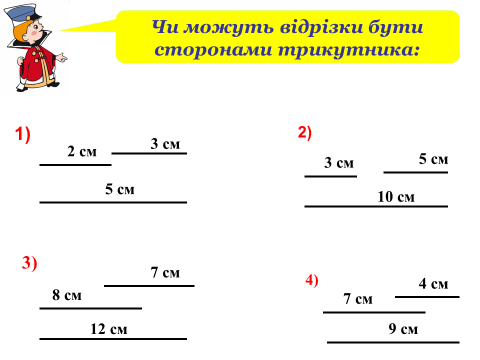 Чи можуть відрізки бути
сторонами трикутника:
1)
2 см
3 см
5 см
2)
3 см
5 см
10 см
3)
7 см
8 см
12 см
4)
4 см
7 см
9 см